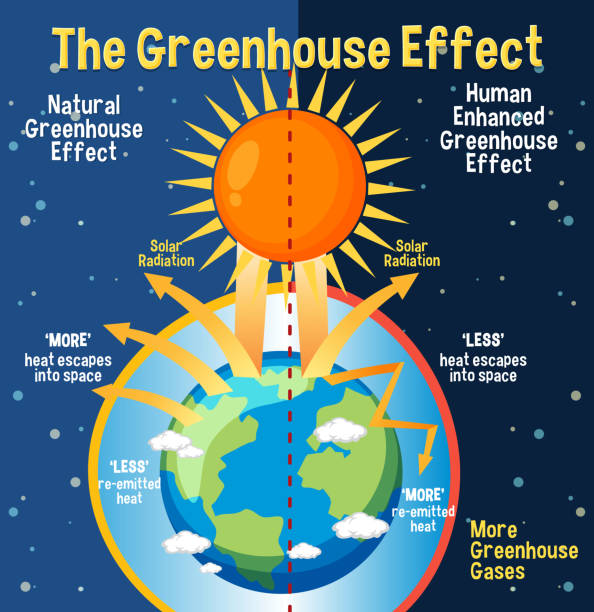 The Greenhouse Effect
Natural
Greenhouse
Effect
Human
Enhanced
Greenhouse
Effect
Solar
Radiation
Solar
Radiation
‘MORE’
heat escapes
into space
‘LESS’
heat escapes
into space
‘LESS’
re-emitted
heat
‘MORE’
re-emitted
heat
More
Greenhouse
Gases